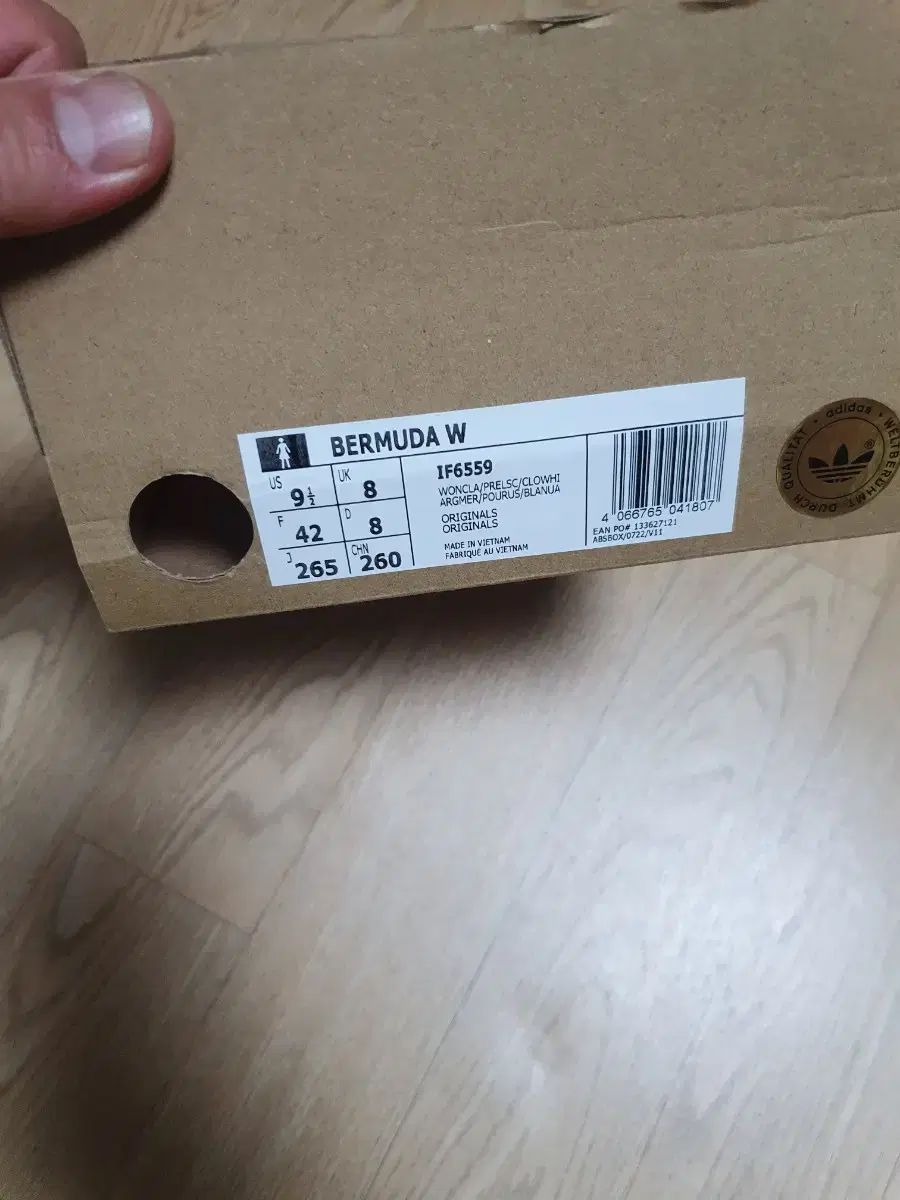 BERMUDA W
US 9½ UK 8
F 42 D 8
J 265 CHN 260
IF6559
WONCLA/PRELSC/CLOWHI
ARGMER/POURUS/BLANUA
ORIGINALS
ORIGINALS
MADE IN VIETNAM
FABRIQUÉ AU VIETNAM
4 066765 041807
EAN PO# 133627121
ABSBOX/0722/V11
adidas • WELTBERÜHMT DURCH QUALITÄT •
®